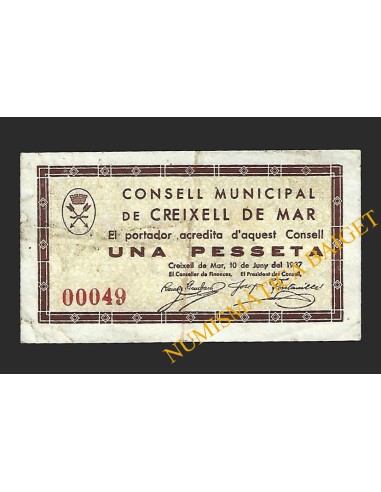 CONSELL MUNICIPAL
DE CREIXELL DE MAR
El portador acredita d'aquest Consell
UNA PESSETA
Creixell de Mar, 10 de Juny del 1937
El Conseller de Finances, El President del Consell,
00049
NUMISMATICA BAIGET